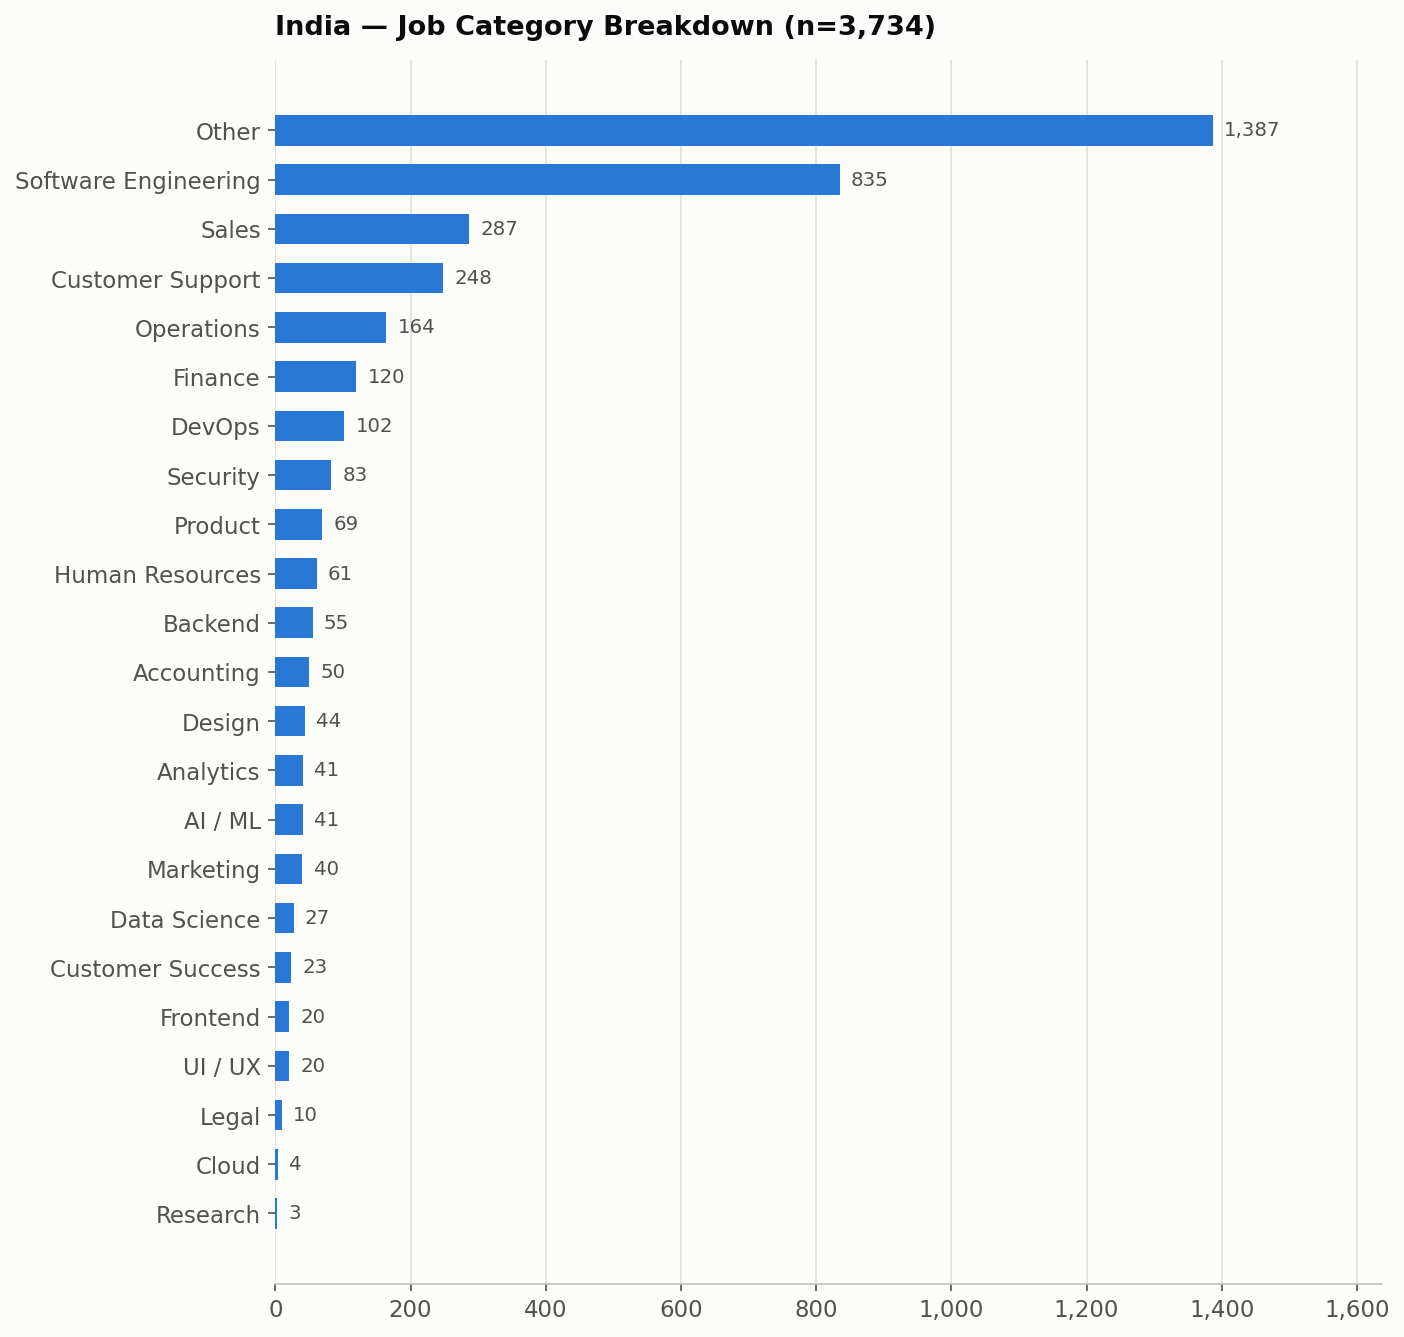 India — Job Category Breakdown (n=3,734)
Other 1,387
Software Engineering 835
Sales 287
Customer Support 248
Operations 164
Finance 120
DevOps 102
Security 83
Product 69
Human Resources 61
Backend 55
Accounting 50
Design 44
Analytics 41
AI / ML 41
Marketing 40
Data Science 27
Customer Success 23
Frontend 20
UI / UX 20
Legal 10
Cloud 4
Research 3
0 200 400 600 800 1,000 1,200 1,400 1,600